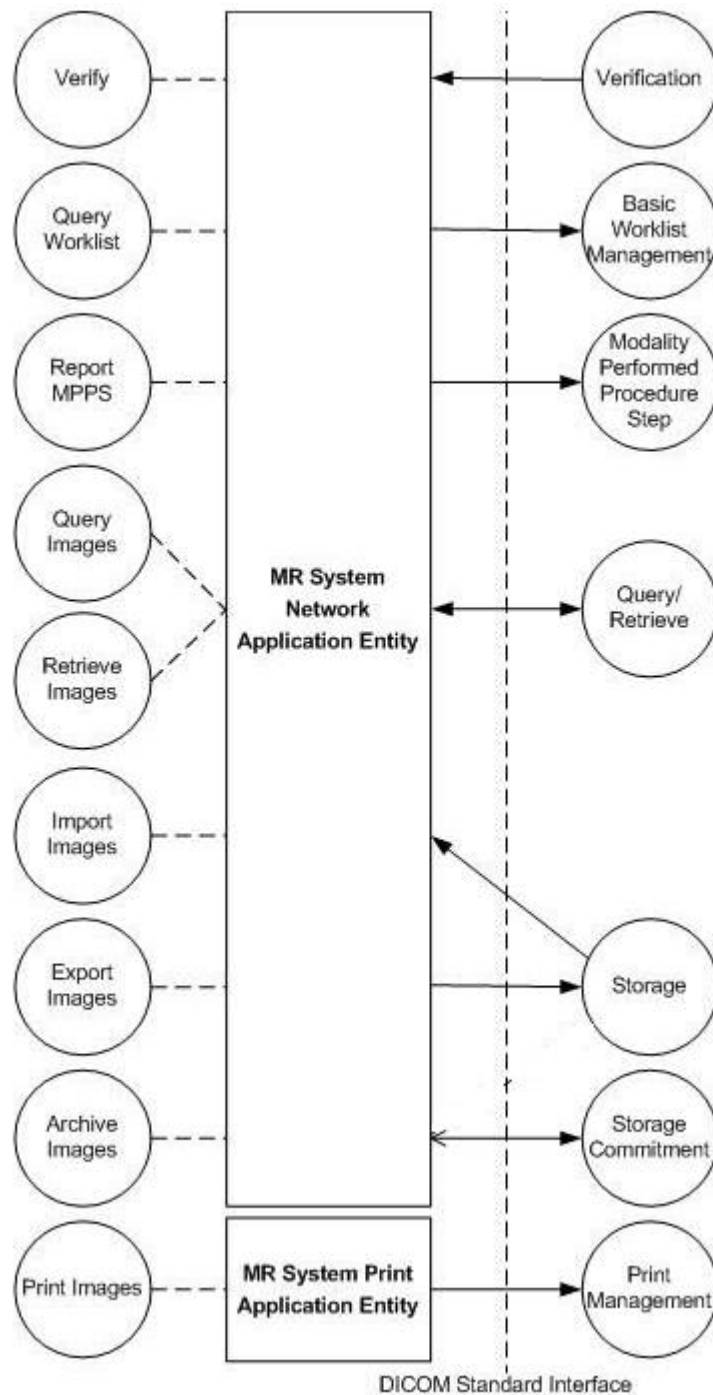 Verify
Verification
Query
Worklist
Basic
Worklist
Management
Report
MPPS
Modality
Performed
Procedure
Step
Query
Images
MR System
Network
Application Entity
Query/
Retrieve
Retrieve
Images
Import
Images
Export
Images
Storage
Archive
Images
Storage
Commitment
Print Images
MR System Print
Application Entity
Print
Management
DICOM Standard Interface